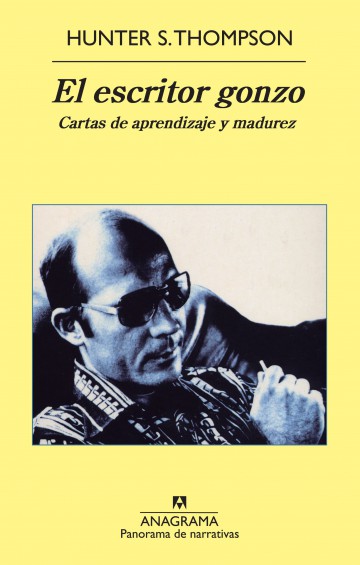 HUNTER S. THOMPSON
El escritor gonzo
Cartas de aprendizaje y madurez
ANAGRAMA
Panorama de narrativas